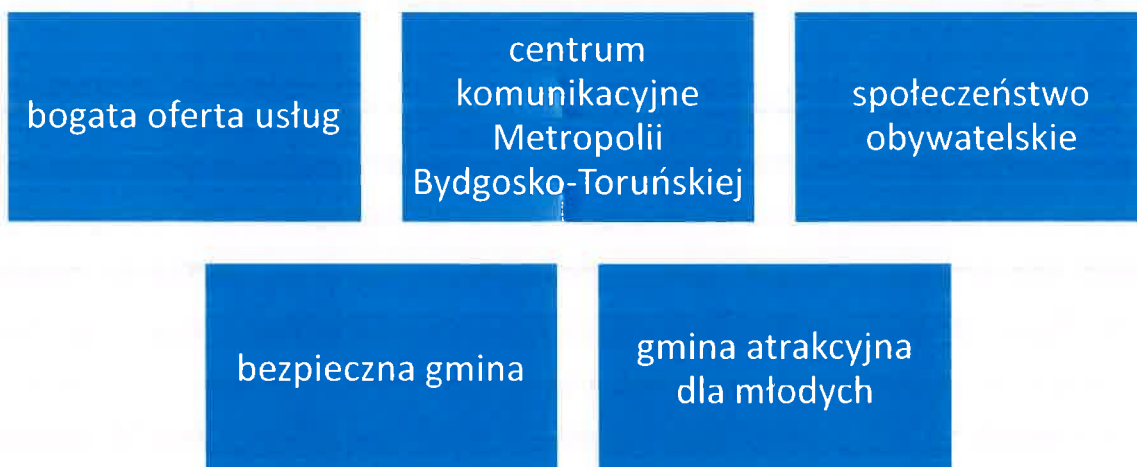 bogata oferta usług
centrum
komunikacyjne
Metropolii
Bydgosko-Toruńskiej
społeczeństwo
obywatelskie
bezpieczna gmina
gmina atrakcyjna
dla młodych